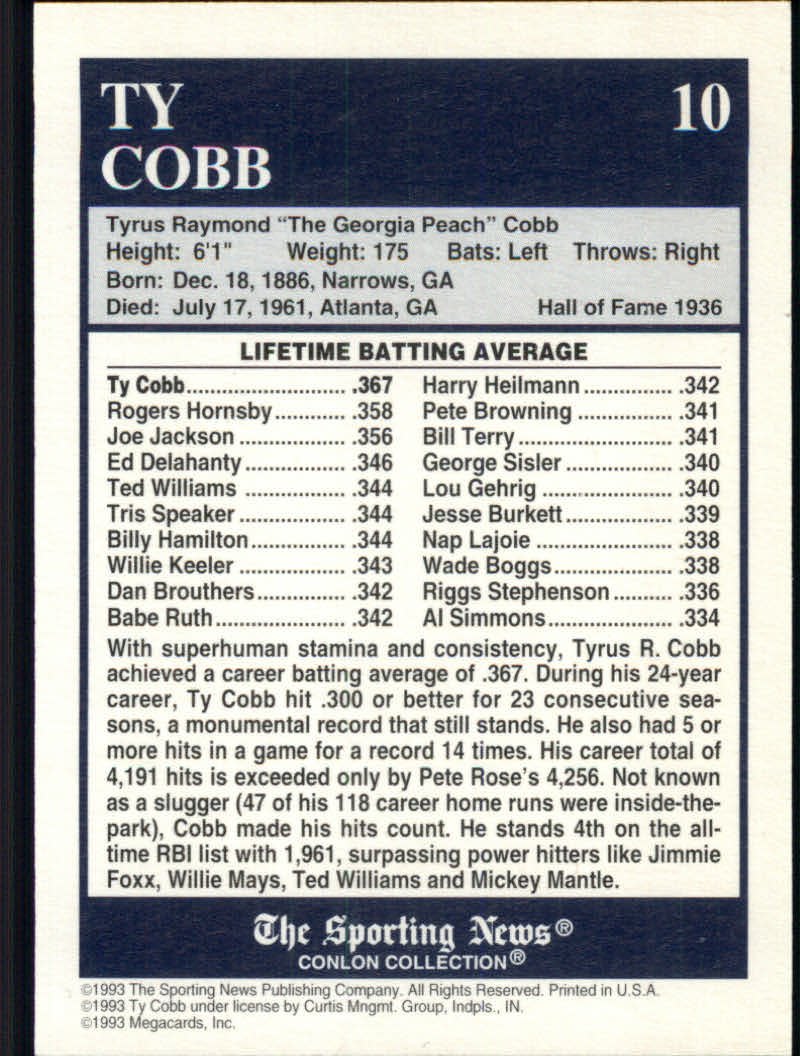 TY
COBB
10
Tyrus Raymond “The Georgia Peach” Cobb
Height: 6'1" Weight: 175 Bats: Left Throws: Right
Born: Dec. 18, 1886, Narrows, GA
Died: July 17, 1961, Atlanta, GA Hall of Fame 1936
LIFETIME BATTING AVERAGE
Ty Cobb........................... .367
Rogers Hornsby............ .358
Joe Jackson .................. .356
Ed Delahanty................. .346
Ted Williams ................. .344
Tris Speaker .................. .344
Billy Hamilton................ .344
Willie Keeler .................. .343
Dan Brouthers............... .342
Babe Ruth...................... .342
Harry Heilmann ............... .342
Pete Browning ................ .341
Bill Terry.......................... .341
George Sisler .................. .340
Lou Gehrig ...................... .340
Jesse Burkett.................. .339
Nap Lajoie ....................... .338
Wade Boggs.................... .338
Riggs Stephenson .......... .336
Al Simmons..................... .334
With superhuman stamina and consistency, Tyrus R. Cobb
achieved a career batting average of .367. During his 24-year
career, Ty Cobb hit .300 or better for 23 consecutive sea-
sons, a monumental record that still stands. He also had 5 or
more hits in a game for a record 14 times. His career total of
4,191 hits is exceeded only by Pete Rose’s 4,256. Not known
as a slugger (47 of his 118 career home runs were inside-the-
park), Cobb made his hits count. He stands 4th on the all-
time RBI list with 1,961, surpassing power hitters like Jimmie
Foxx, Willie Mays, Ted Williams and Mickey Mantle.
The Sporting News®
CONLON COLLECTION®
©1993 The Sporting News Publishing Company. All Rights Reserved. Printed in U.S.A.
©1993 Ty Cobb under license by Curtis Mngmt. Group, Indpls., IN.
©1993 Megacards, Inc.